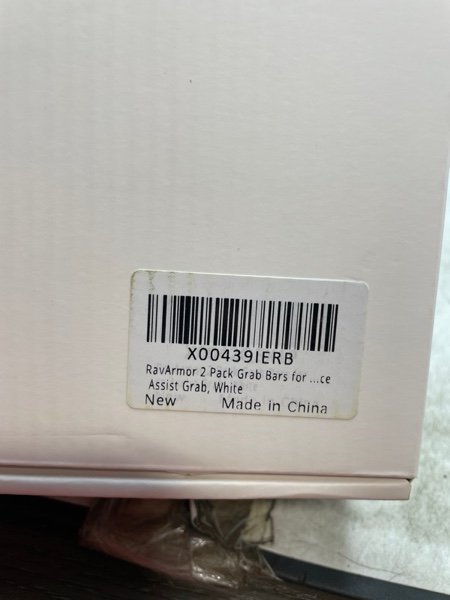 X00439IERB
RavArmor 2 Pack Grab Bars for ...ce
Assist Grab, White
New Made in China